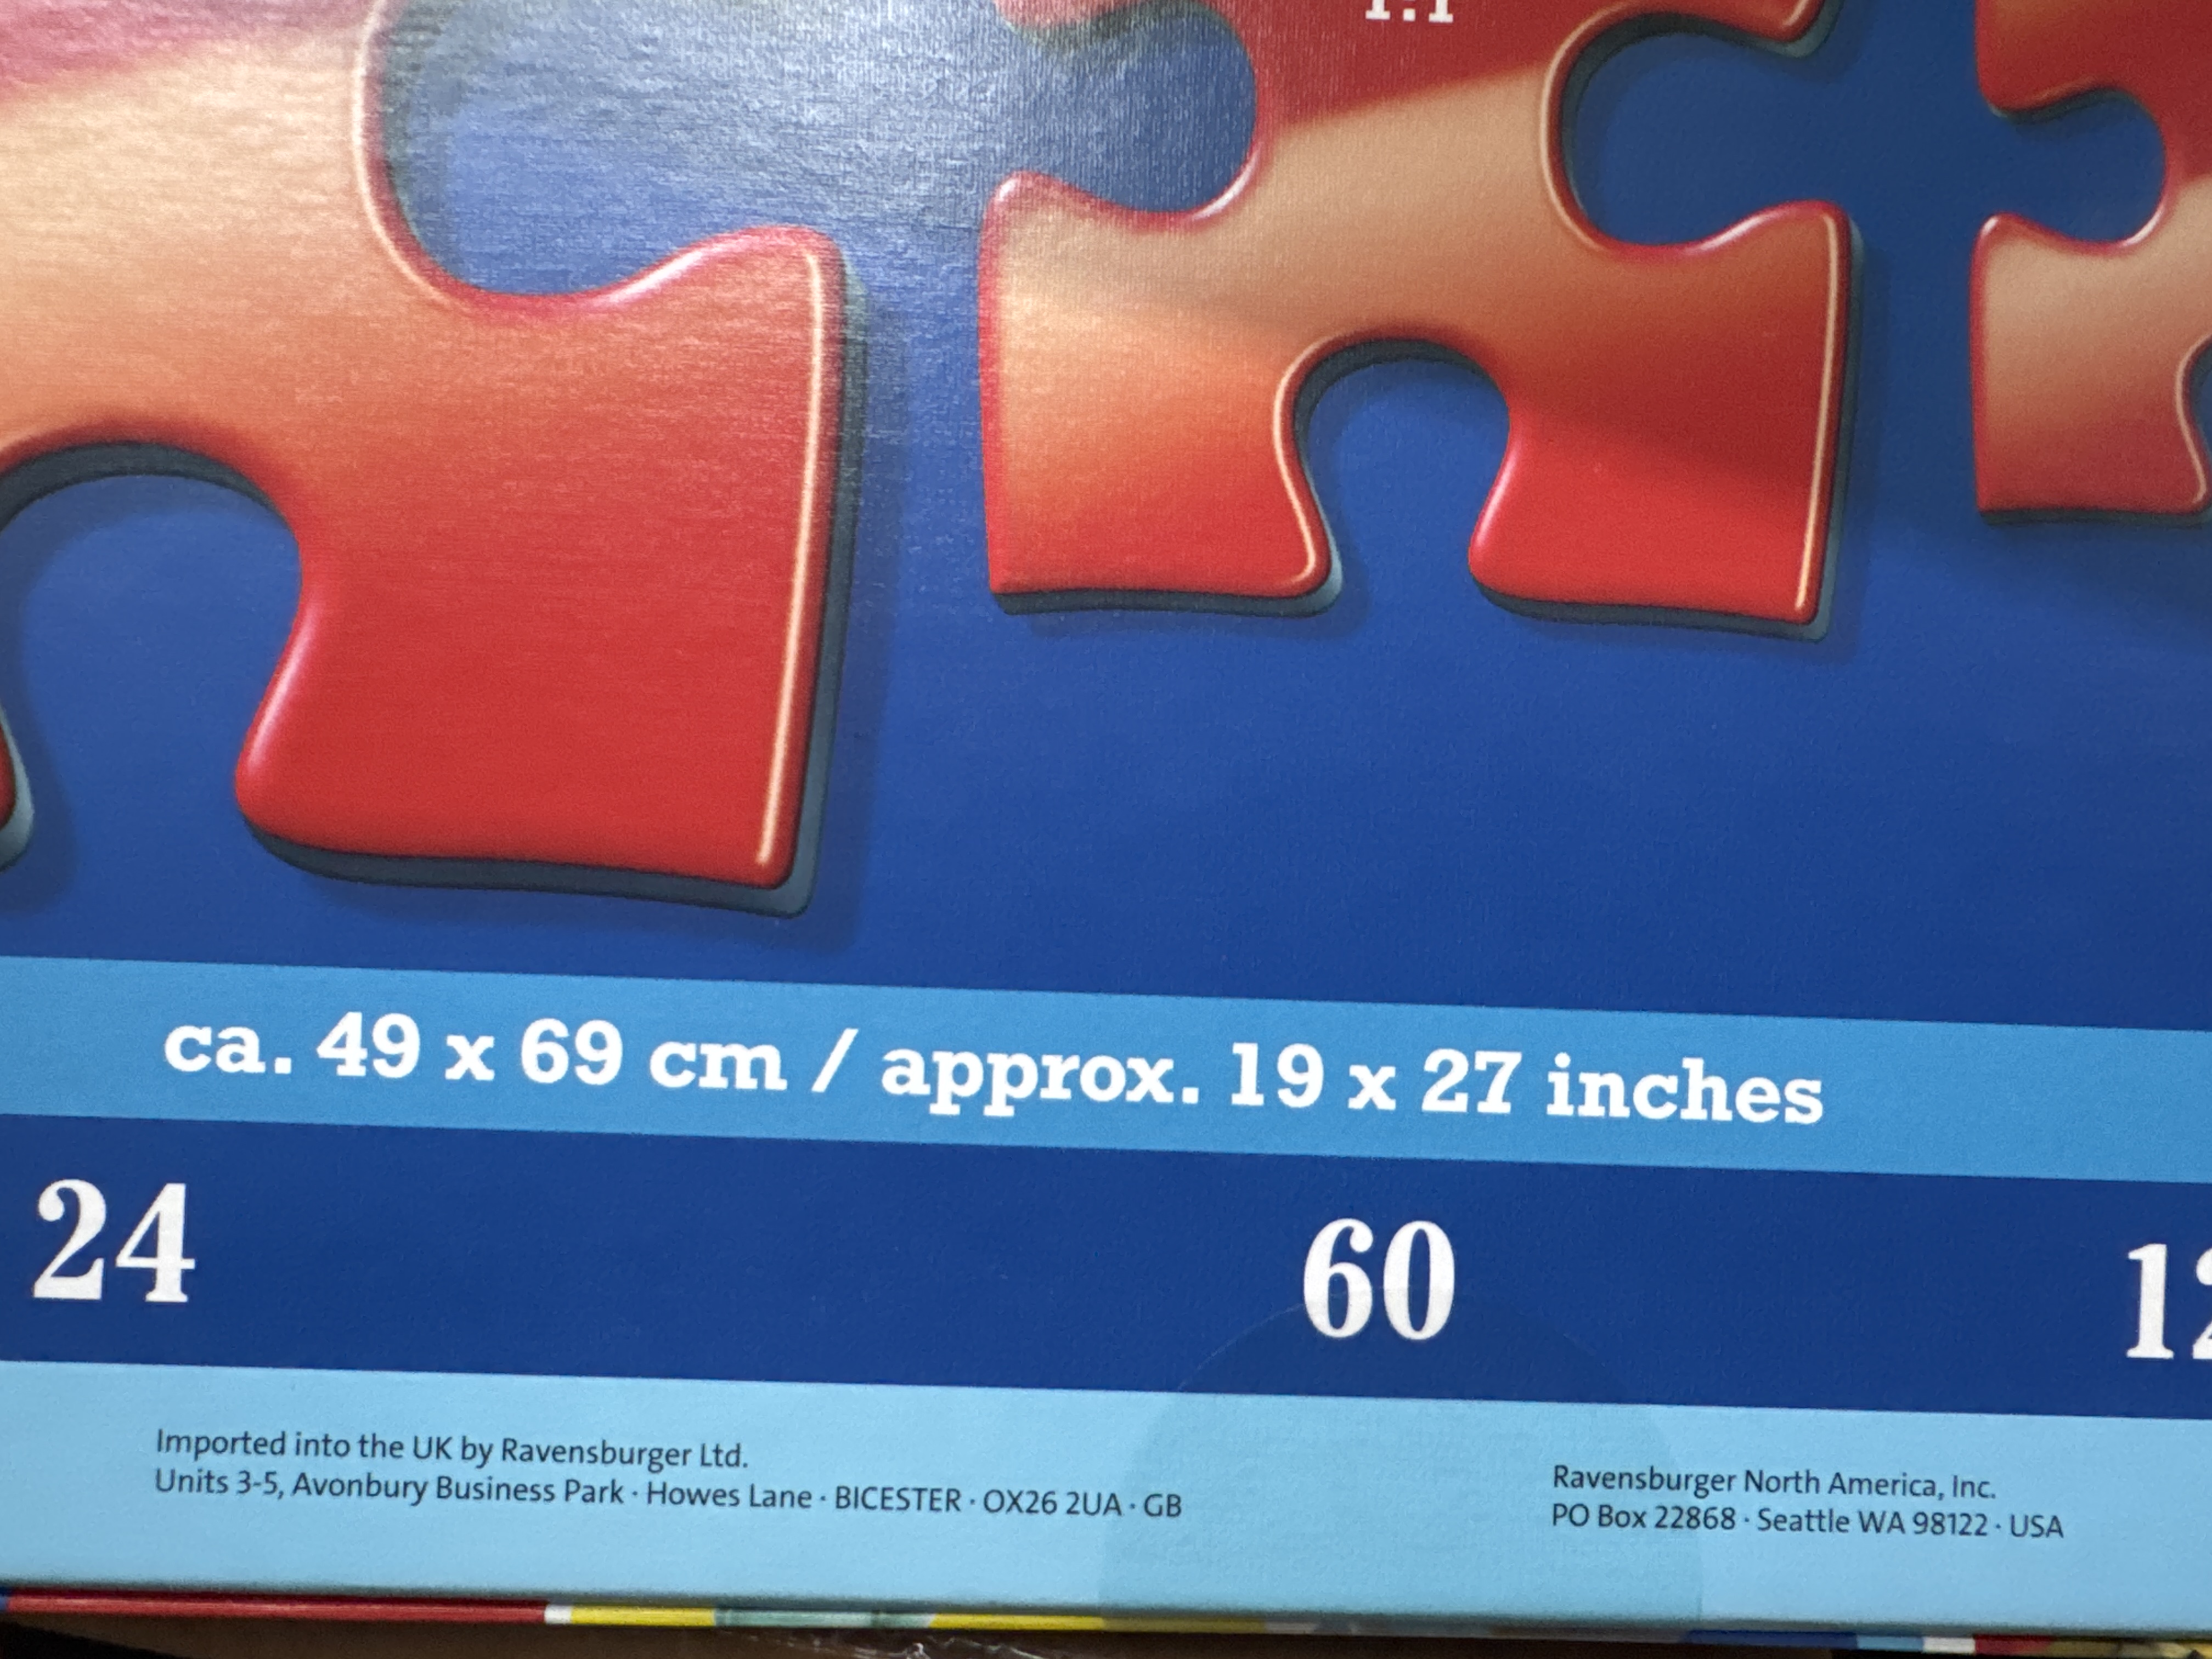 1:1
ca. 49 x 69 cm / approx. 19 x 27 inches
24 60
Imported into the UK by Ravensburger Ltd.
Units 3-5, Avonbury Business Park · Howes Lane · BICESTER · OX26 2UA · GB
Ravensburger North America, Inc.
PO Box 22868 · Seattle WA 98122 · USA